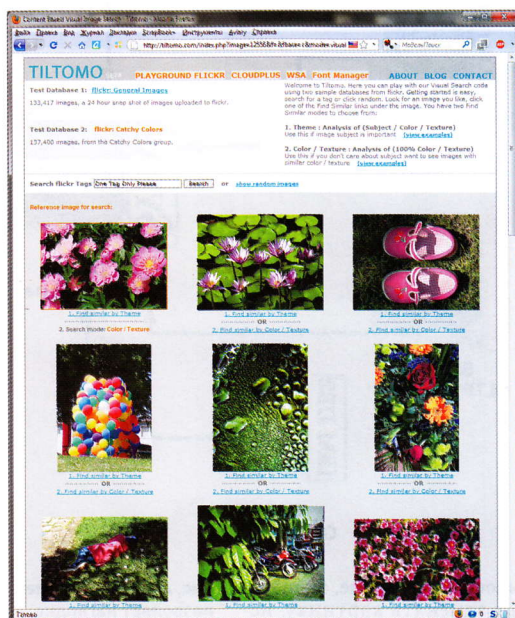 Content Based Visual Image Search - Tiltomo - Mozilla Firefox
Файл Правка Вид Журнал Закладки ScrapBook+ Инструменты Aviary Справка
TILTOMO
PLAYGROUND FLICKR CLOUDPLUS WSA Font Manager ABOUT BLOG CONTACT
Test Database 1: flickr:General Images
132,417 images, a 24 hour snap shot of images uploaded to flickr.
Test Database 2: flickr:Catchy Colors
137,400 images, from the Catchy Colors group.
Welcome to Tiltomo. Here you can play with our Visual Search code
using two sample databases from flickr. Getting started is easy,
search for a tag or click random. Look for an image you like, click
one of the Find Similar links under the image. You have two Find
Similar modes to choose from:
1. Theme : Analysis of (Subject / Color / Texture)
Use this if image subject is important (view examples)
2. Color / Texture : Analysis of (100% Color / Texture)
Use this if you don't care about subject want to see images with
similar color / texture (view examples)
Search flickr Tags One Tag Only Please Search or show random images
Reference image for search:
1. Find similar by Theme
2. Search mode: Color / Texture
1. Find similar by Theme
OR
2. Find similar by Color / Texture
1. Find similar by Theme
OR
2. Find similar by Color / Texture
1. Find similar by Theme
OR
2. Find similar by Color / Texture
1. Find similar by Theme
OR
2. Find similar by Color / Texture
1. Find similar by Theme
OR
2. Find similar by Color / Texture
1. Find similar by Theme
1. Find similar by Theme
1. Find similar by Theme
Готово